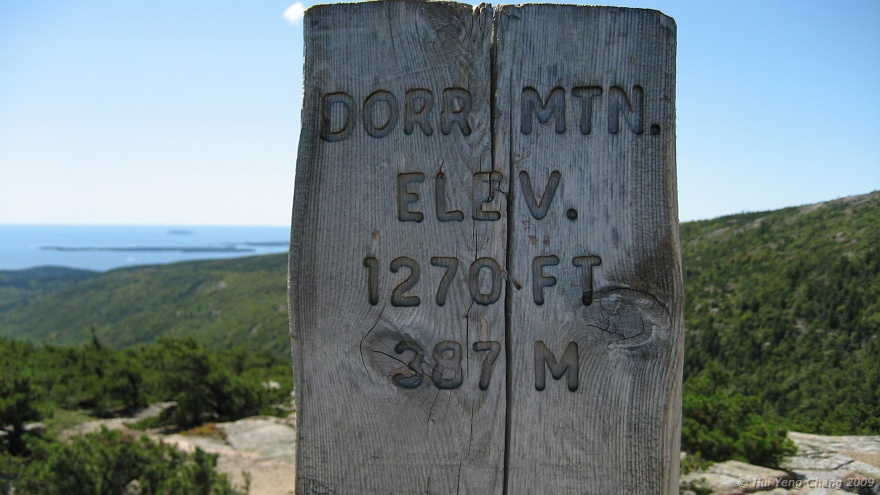 DORR MTN.
ELEV.
1270 FT
387 M
© Hui-Yeng Chang 2009